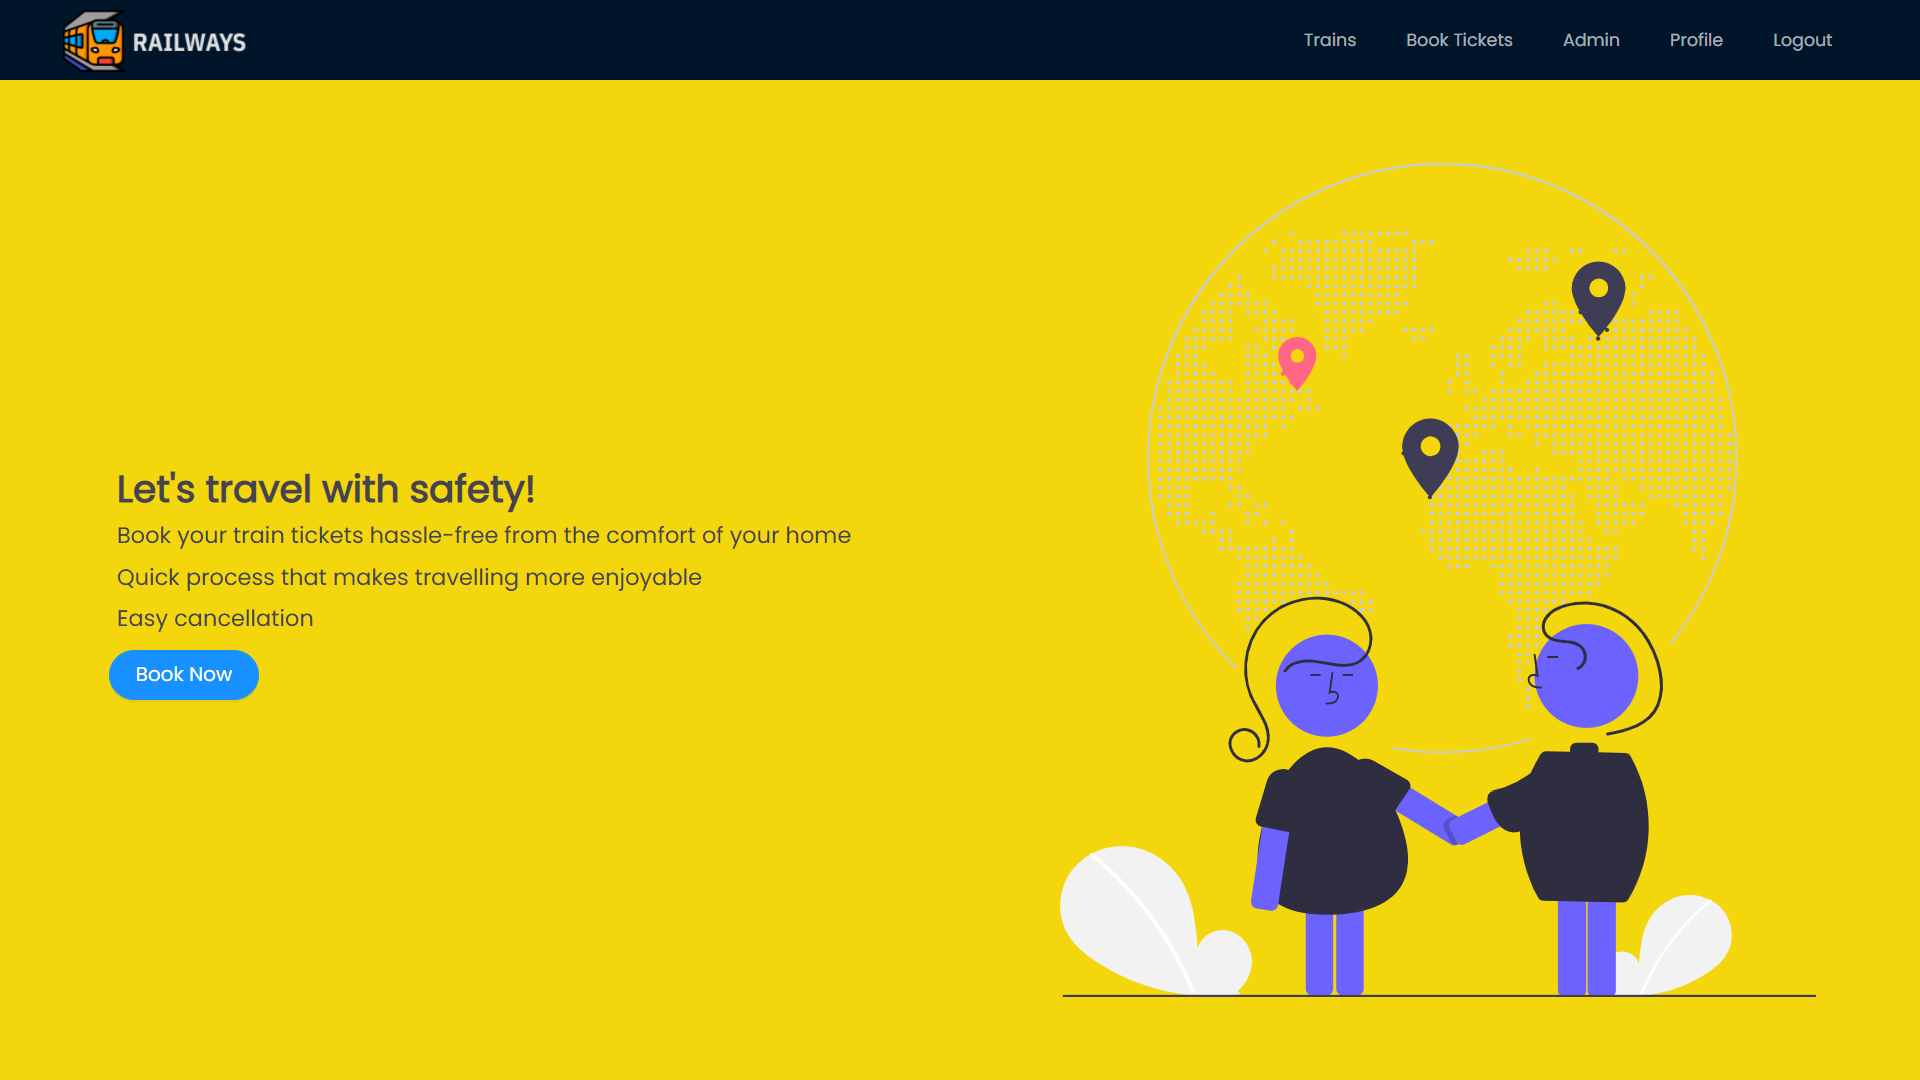 RAILWAYS
Trains
Book Tickets
Admin
Profile
Logout
Let's travel with safety!
Book your train tickets hassle-free from the comfort of your home
Quick process that makes travelling more enjoyable
Easy cancellation
Book Now